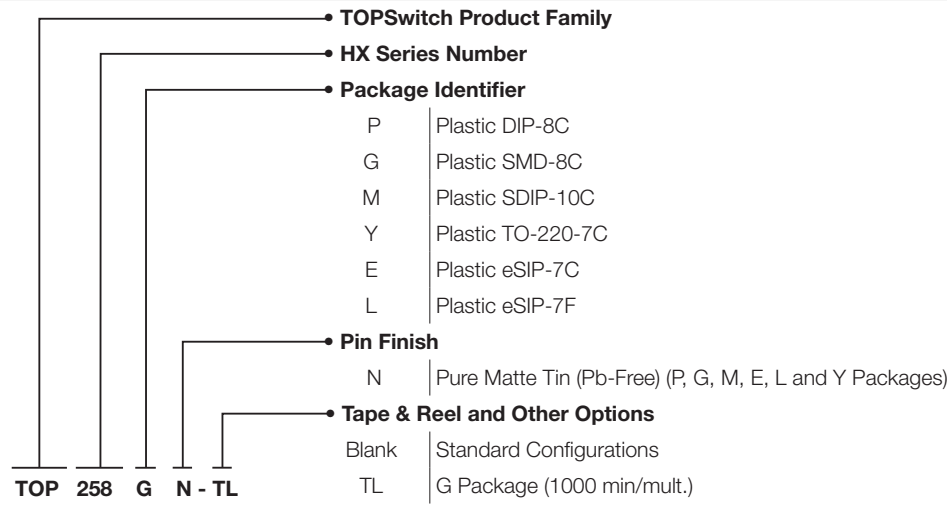 TOPSwitch Product Family
HX Series Number
Package Identifier
P Plastic DIP-8C
G Plastic SMD-8C
M Plastic SDIP-10C
Y Plastic TO-220-7C
E Plastic eSIP-7C
L Plastic eSIP-7F
Pin Finish
N Pure Matte Tin (Pb-Free) (P, G, M, E, L and Y Packages)
Tape & Reel and Other Options
Blank Standard Configurations
TL G Package (1000 min/mult.)
TOP 258 G N - TL